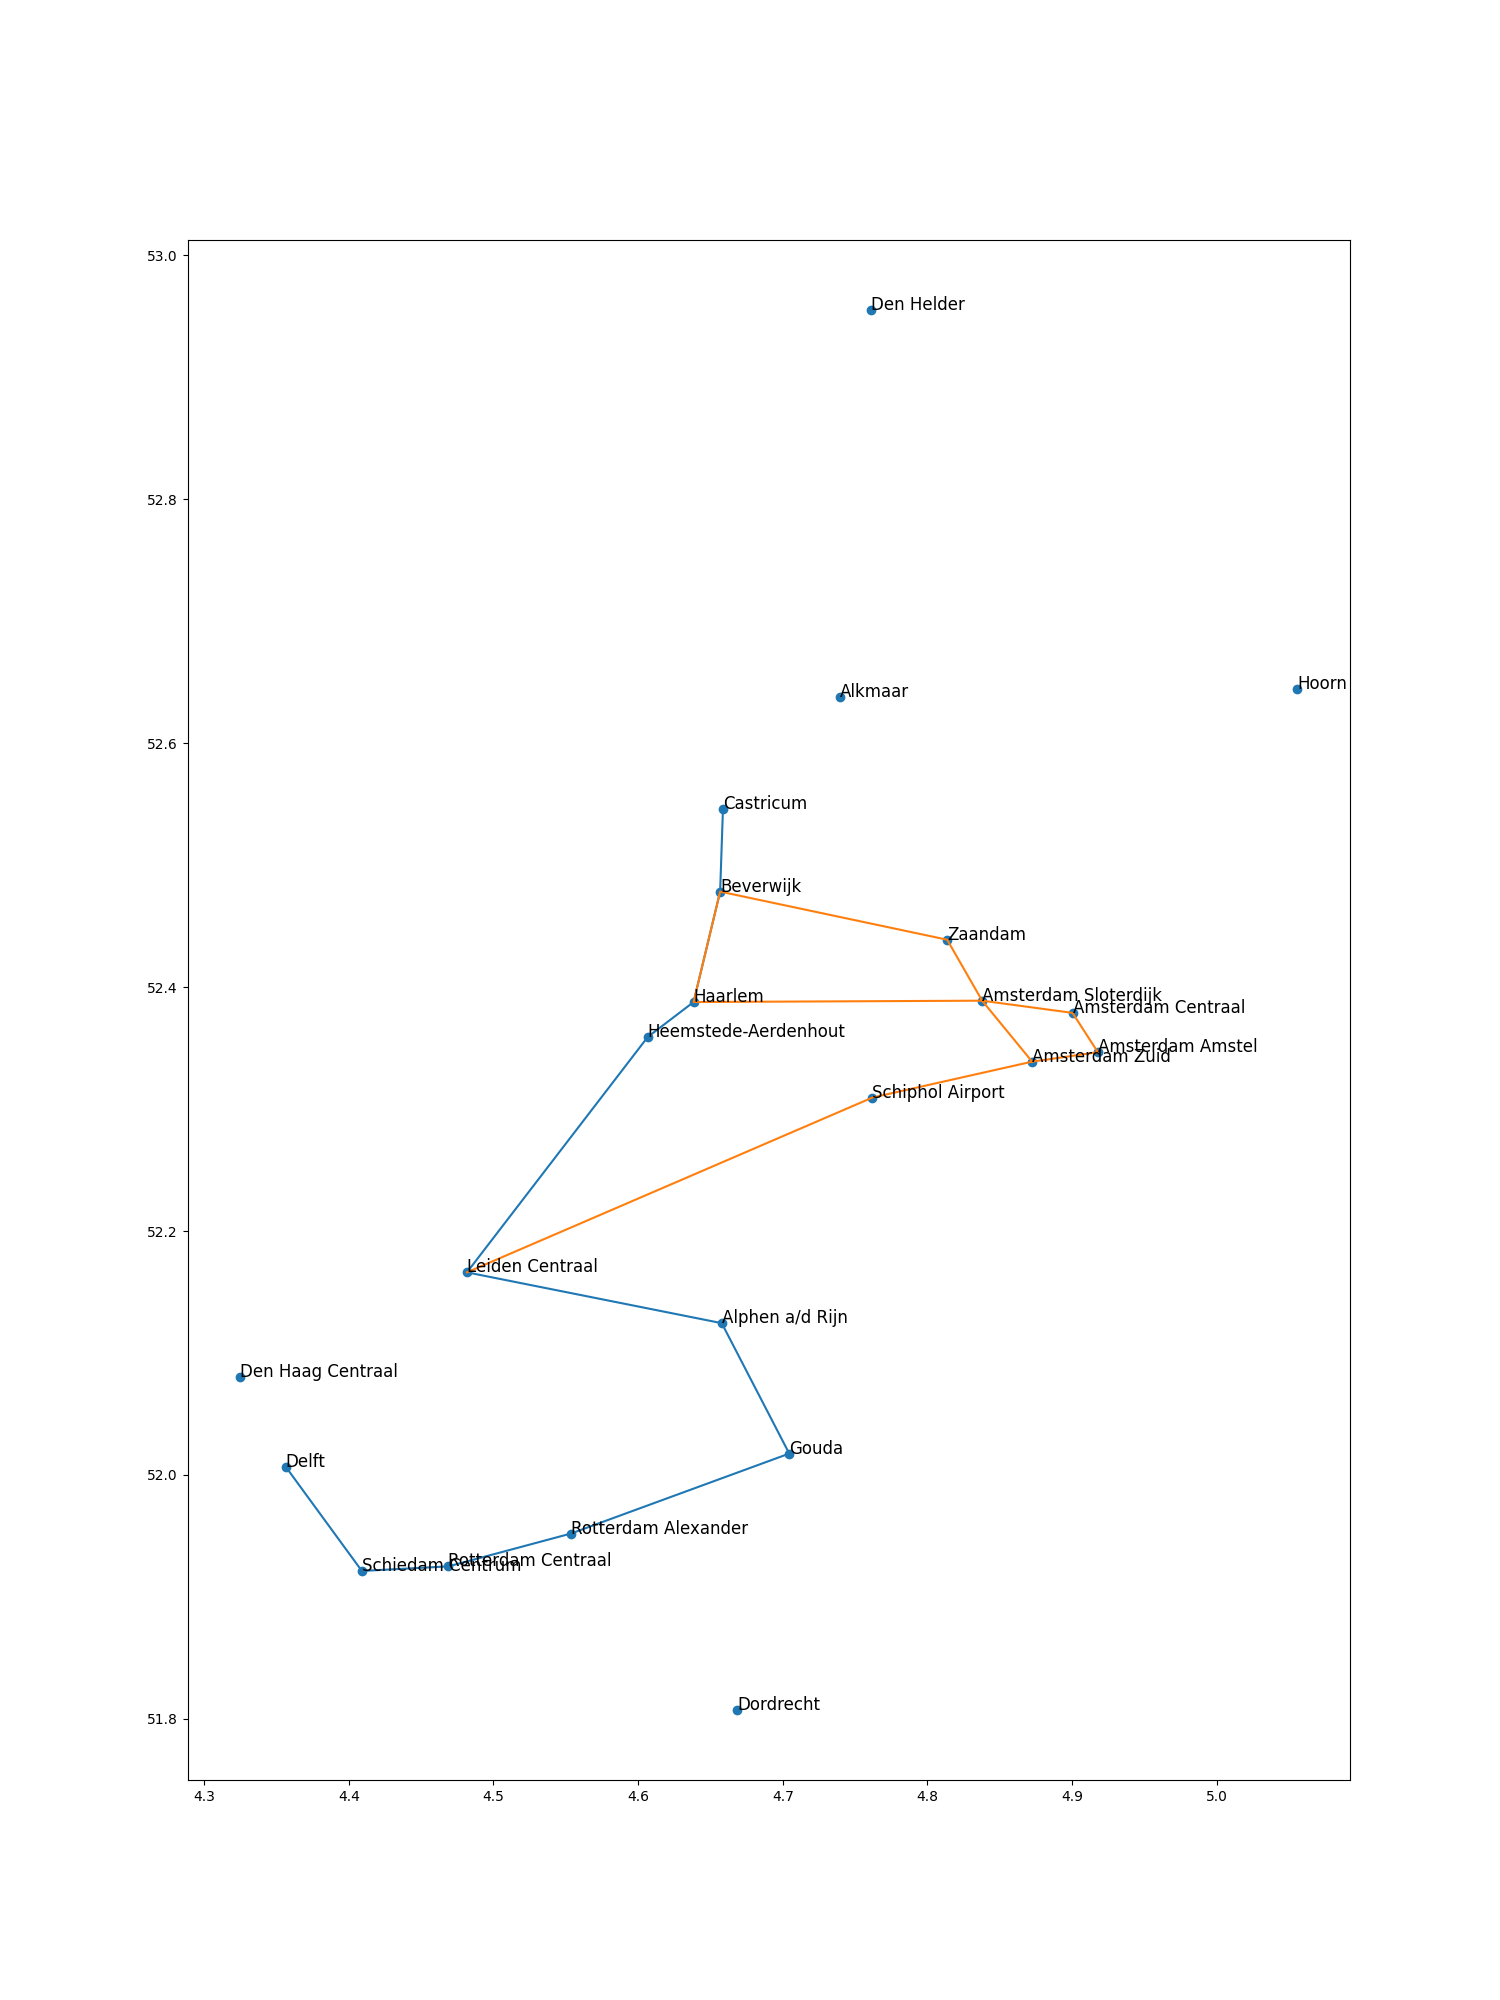 53.0
Den Helder
52.8
Hoorn
Alkmaar
52.6
Castricum
Beverwijk
Zaandam
52.4
Amsterdam Sloterdijk
Haarlem
Amsterdam Centraal
Heemstede-Aerdenhout
Amsterdam Amstel
Amsterdam Zuid
Schiphol Airport
52.2
Leiden Centraal
Alphen a/d Rijn
Den Haag Centraal
Gouda
Delft
52.0
Rotterdam Alexander
Rotterdam Centraal
Schiedam Centrum
Dordrecht
51.8
4.3 4.4 4.5 4.6 4.7 4.8 4.9 5.0